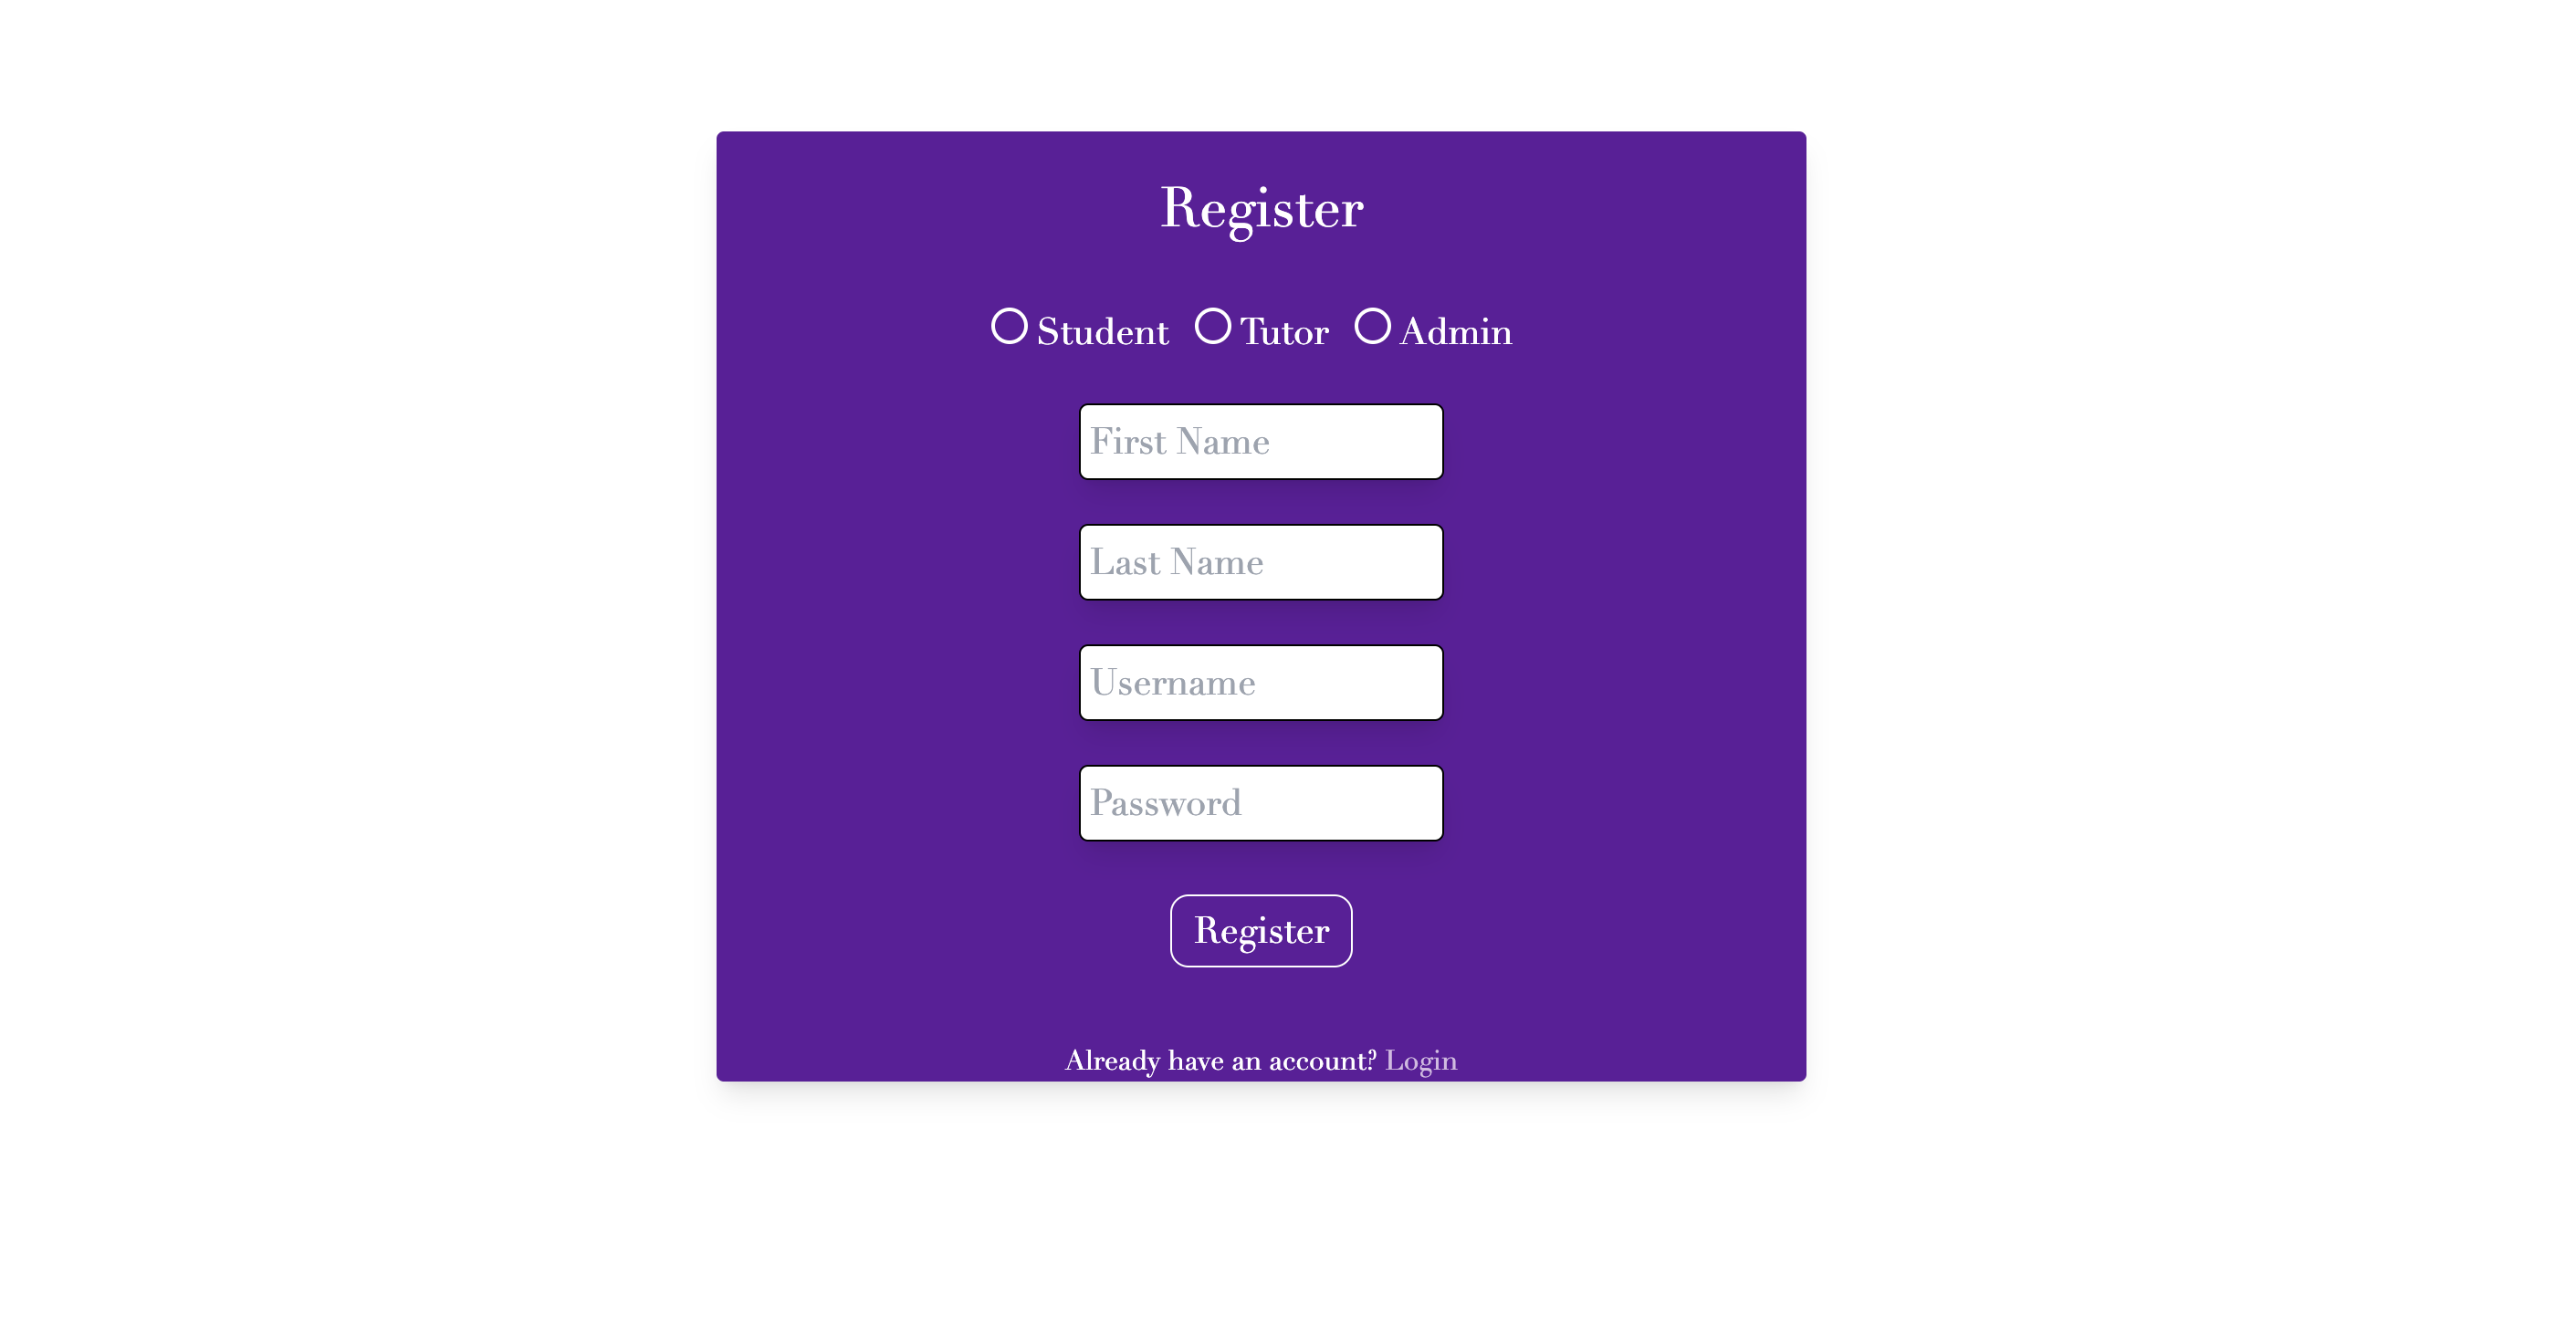 Register
Student Tutor Admin
First Name
Last Name
Username
Password
Register
Already have an account? Login